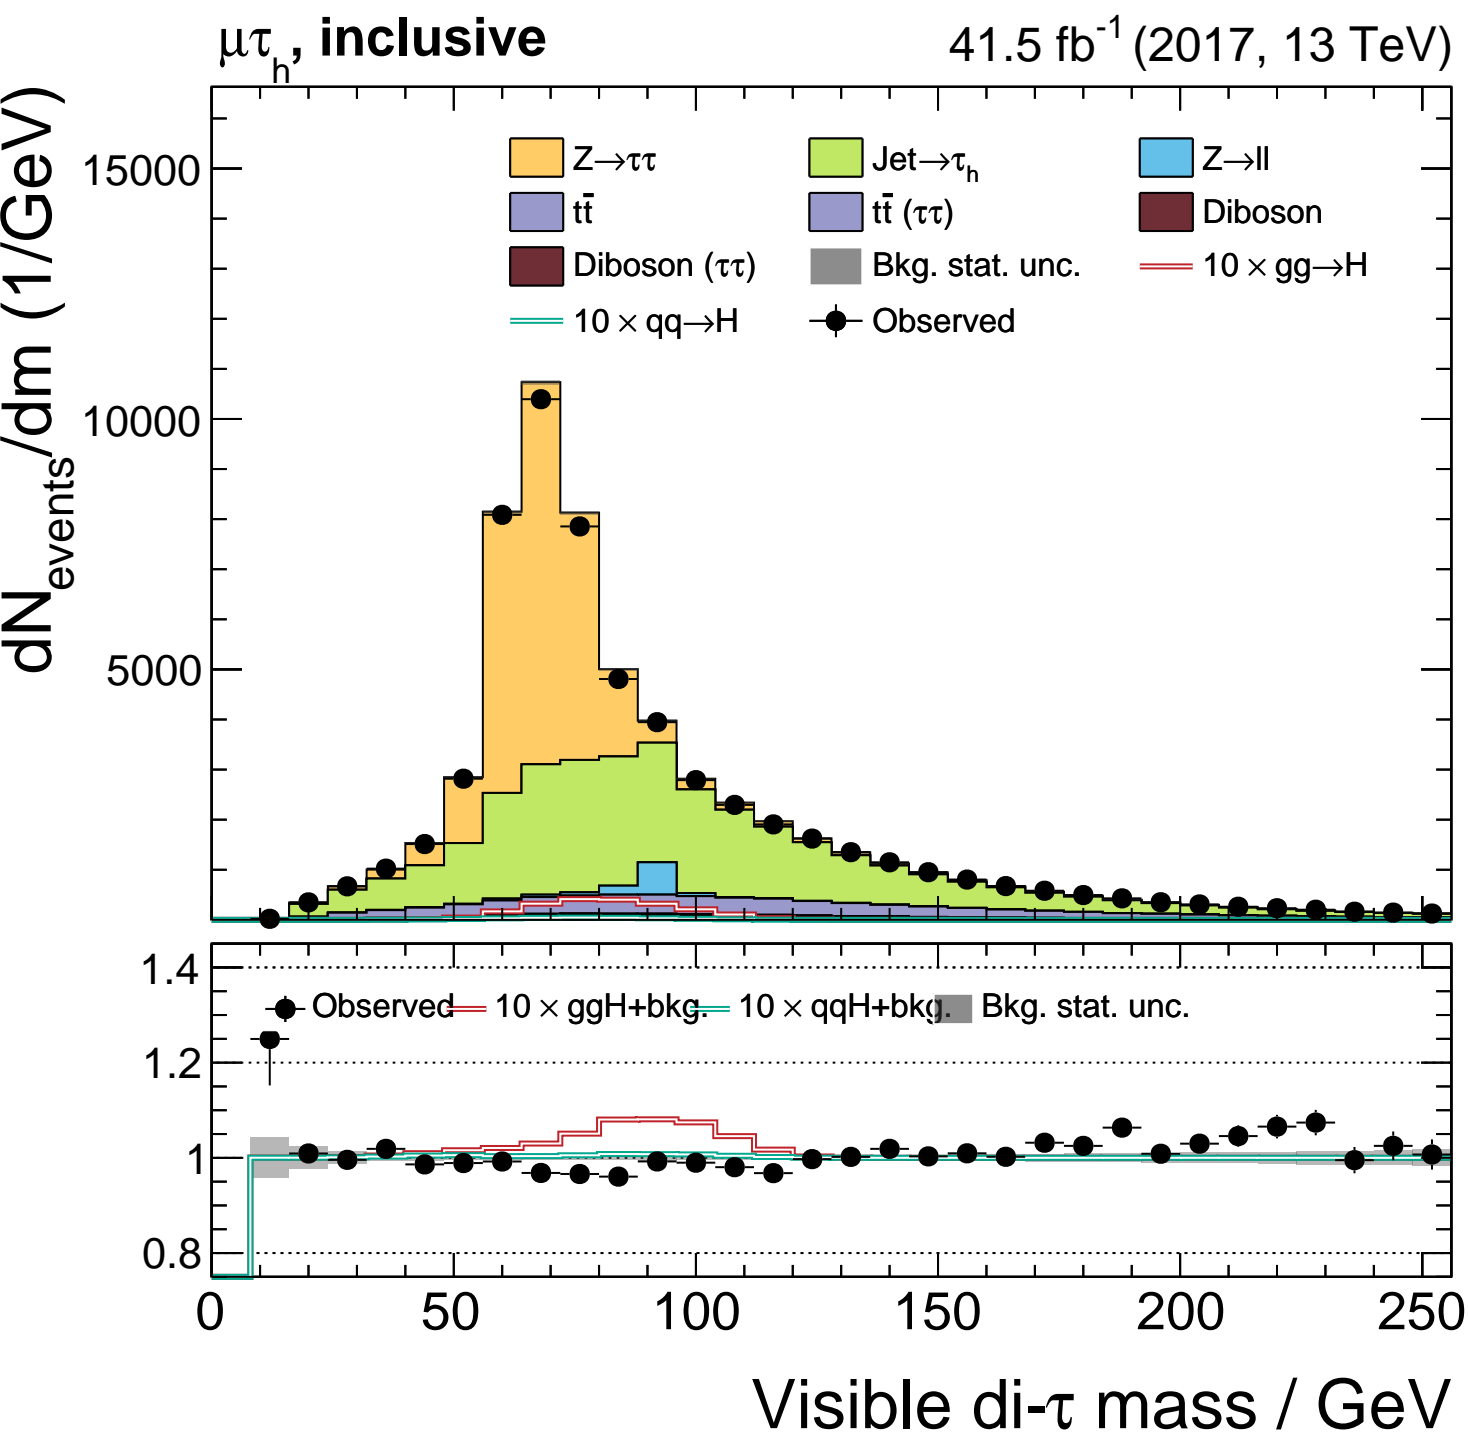 μτh, inclusive 41.5 fb-1 (2017, 13 TeV)
dNevents/dm (1/GeV)
15000
10000
5000
Z→ττ Jet→τh Z→ll
tt̄ tt̄ (ττ) Diboson
Diboson (ττ) Bkg. stat. unc. 10 × gg→H
10 × qq→H Observed
1.4
1.2
1
0.8
Observed 10 × ggH+bkg. 10 × qqH+bkg. Bkg. stat. unc.
0 50 100 150 200 250
Visible di-τ mass / GeV